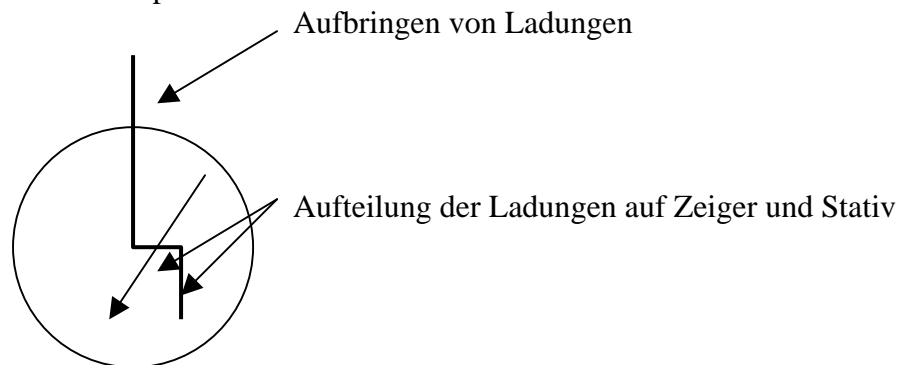 Aufbringen von Ladungen
Aufteilung der Ladungen auf Zeiger und Stativ